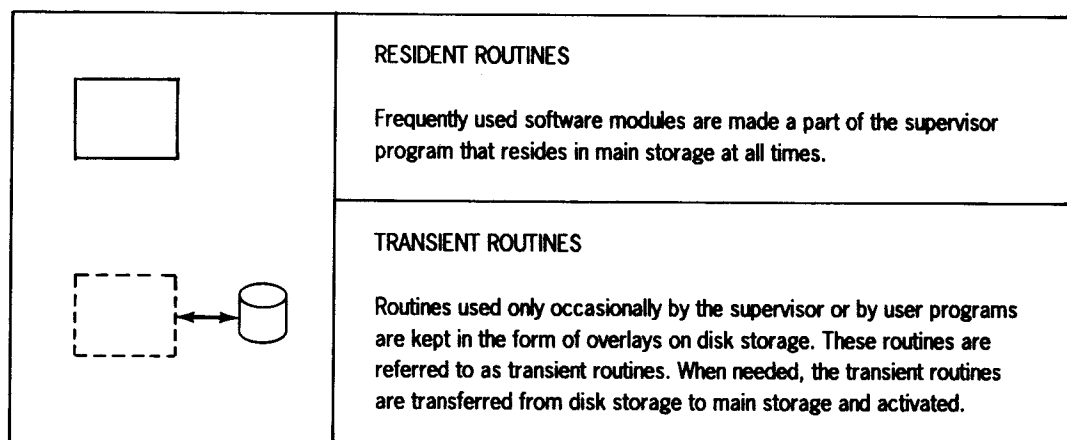 RESIDENT ROUTINES
Frequently used software modules are made a part of the supervisor
program that resides in main storage at all times.
TRANSIENT ROUTINES
Routines used only occasionally by the supervisor or by user programs
are kept in the form of overlays on disk storage. These routines are
referred to as transient routines. When needed, the transient routines
are transferred from disk storage to main storage and activated.